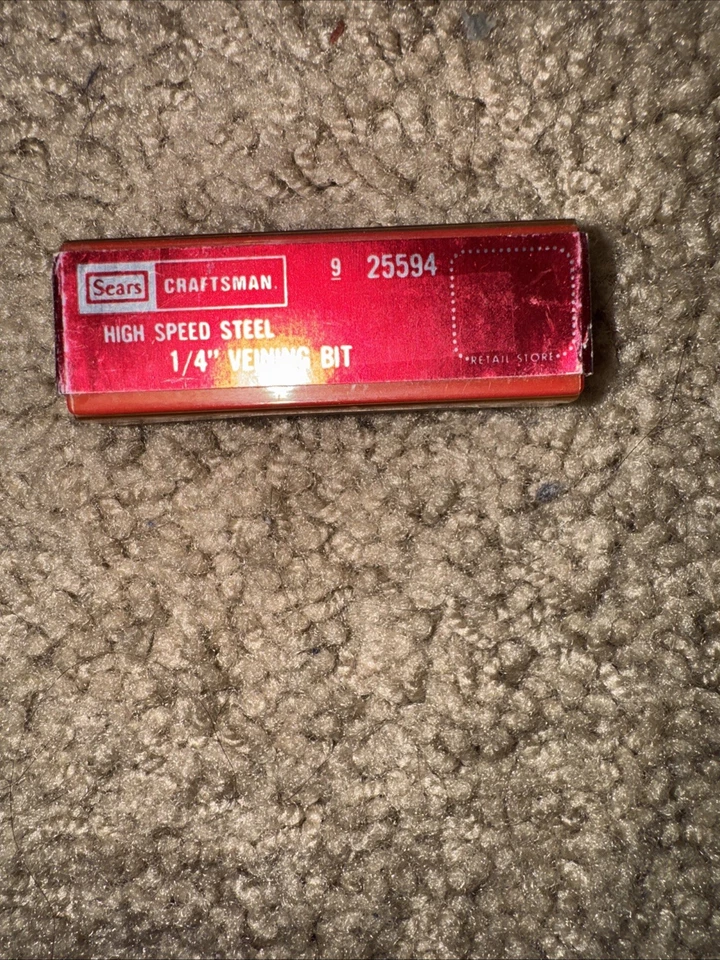 Sears CRAFTSMAN 9 25594
HIGH SPEED STEEL
1/4" VEINING BIT
RETAIL STORE